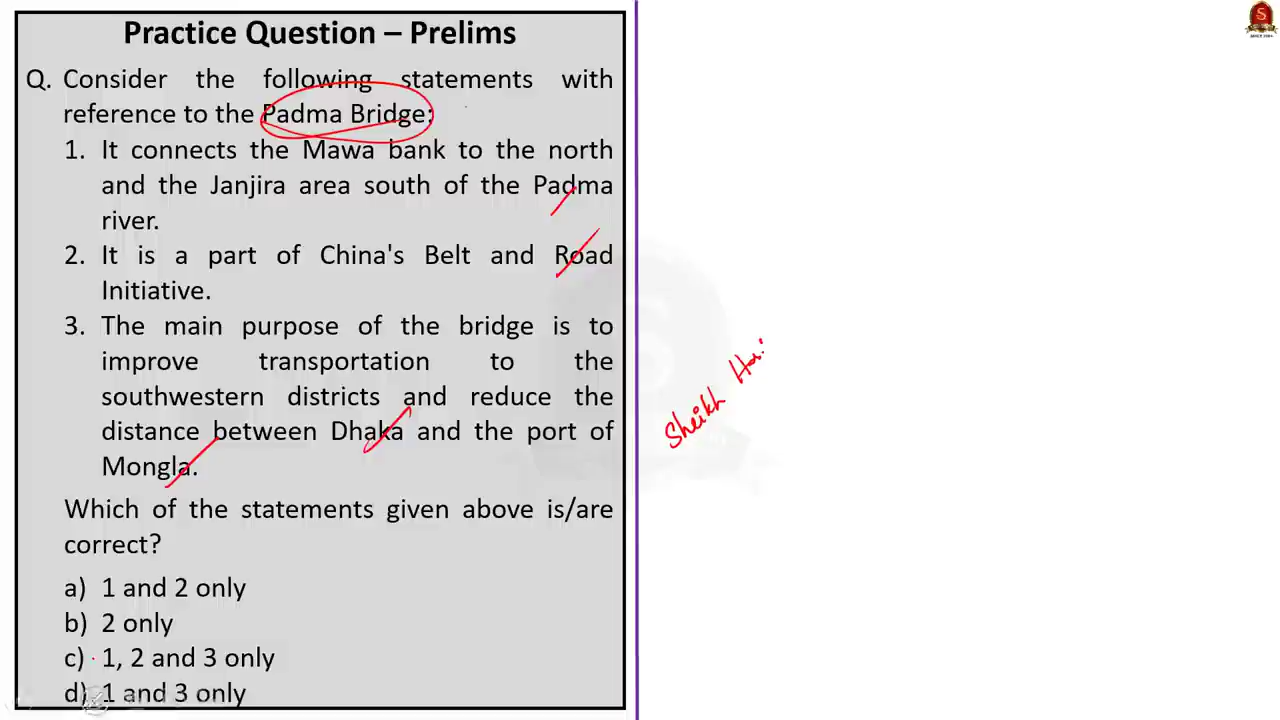 Practice Question – Prelims
Q. Consider the following statements with
reference to the Padma Bridge:
1. It connects the Mawa bank to the north
and the Janjira area south of the Padma
river.
2. It is a part of China's Belt and Road
Initiative.
3. The main purpose of the bridge is to
improve transportation to the
southwestern districts and reduce the
distance between Dhaka and the port of
Mongla.
Which of the statements given above is/are
correct?
a) 1 and 2 only
b) 2 only
c) 1, 2 and 3 only
d) 1 and 3 only
Sheikh Has
S